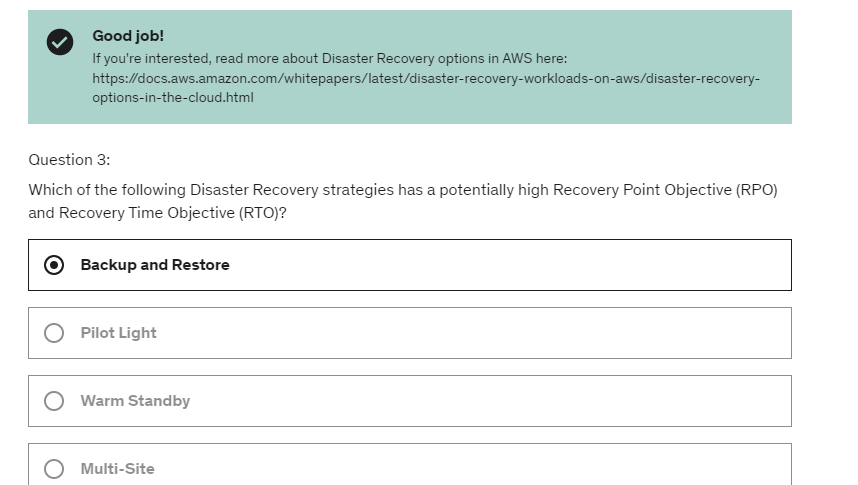 Good job!
If you're interested, read more about Disaster Recovery options in AWS here:
https://docs.aws.amazon.com/whitepapers/latest/disaster-recovery-workloads-on-aws/disaster-recovery-
options-in-the-cloud.html
Question 3:
Which of the following Disaster Recovery strategies has a potentially high Recovery Point Objective (RPO)
and Recovery Time Objective (RTO)?
Backup and Restore
Pilot Light
Warm Standby
Multi-Site